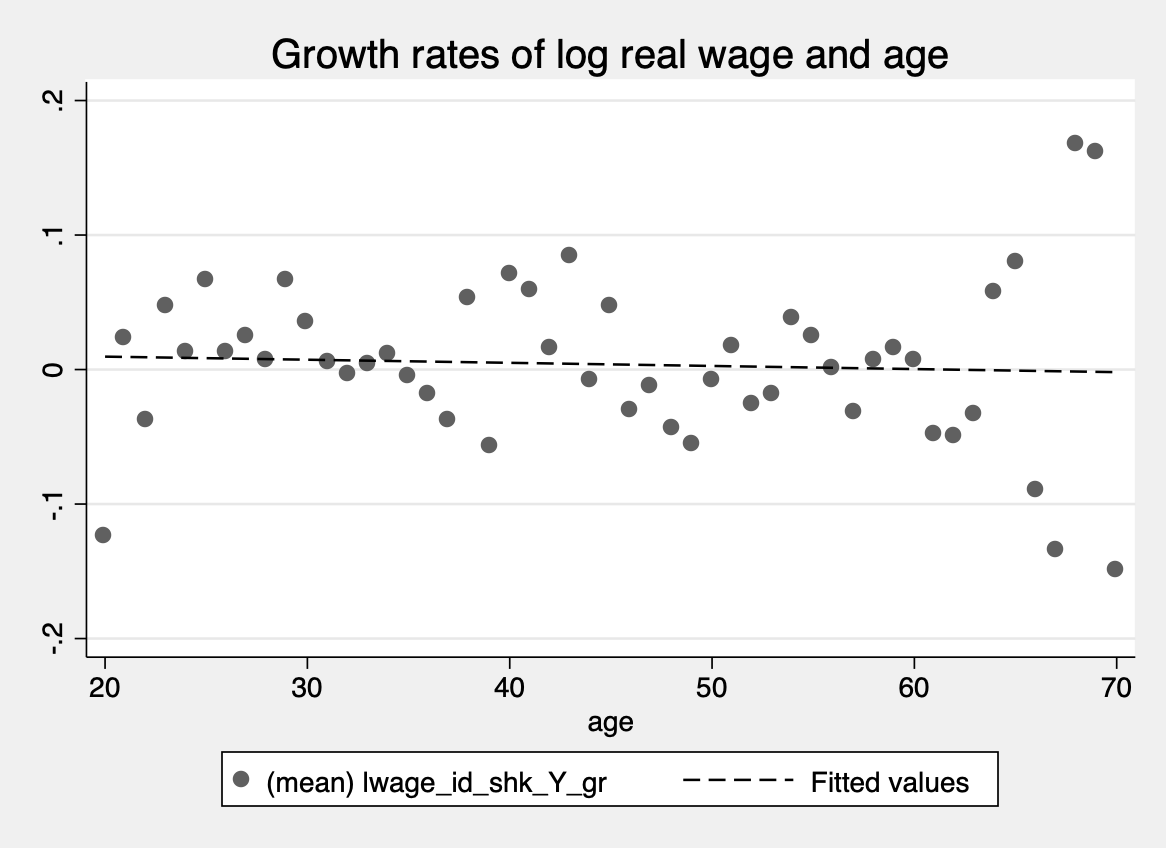 Growth rates of log real wage and age
.2
.1
0
-.1
-.2
20 30 40 50 60 70
age
(mean) lwage_id_shk_Y_gr Fitted values